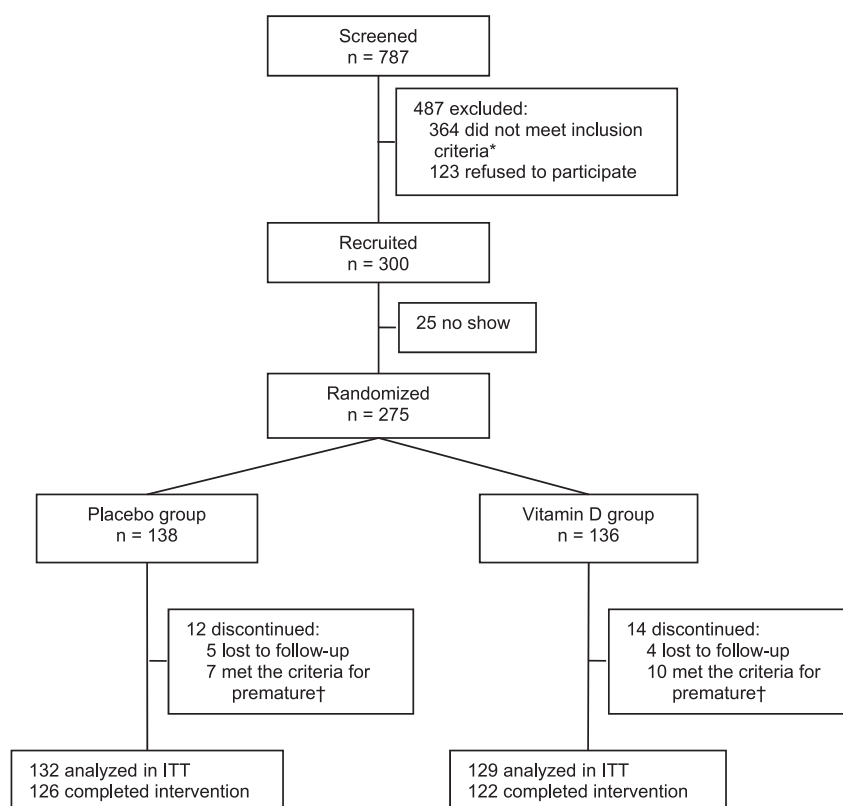 Screened
n = 787
487 excluded:
364 did not meet inclusion
criteria*
123 refused to participate
Recruited
n = 300
25 no show
Randomized
n = 275
Placebo group
n = 138
Vitamin D group
n = 136
12 discontinued:
5 lost to follow-up
7 met the criteria for
premature†
14 discontinued:
4 lost to follow-up
10 met the criteria for
premature†
132 analyzed in ITT
126 completed intervention
129 analyzed in ITT
122 completed intervention